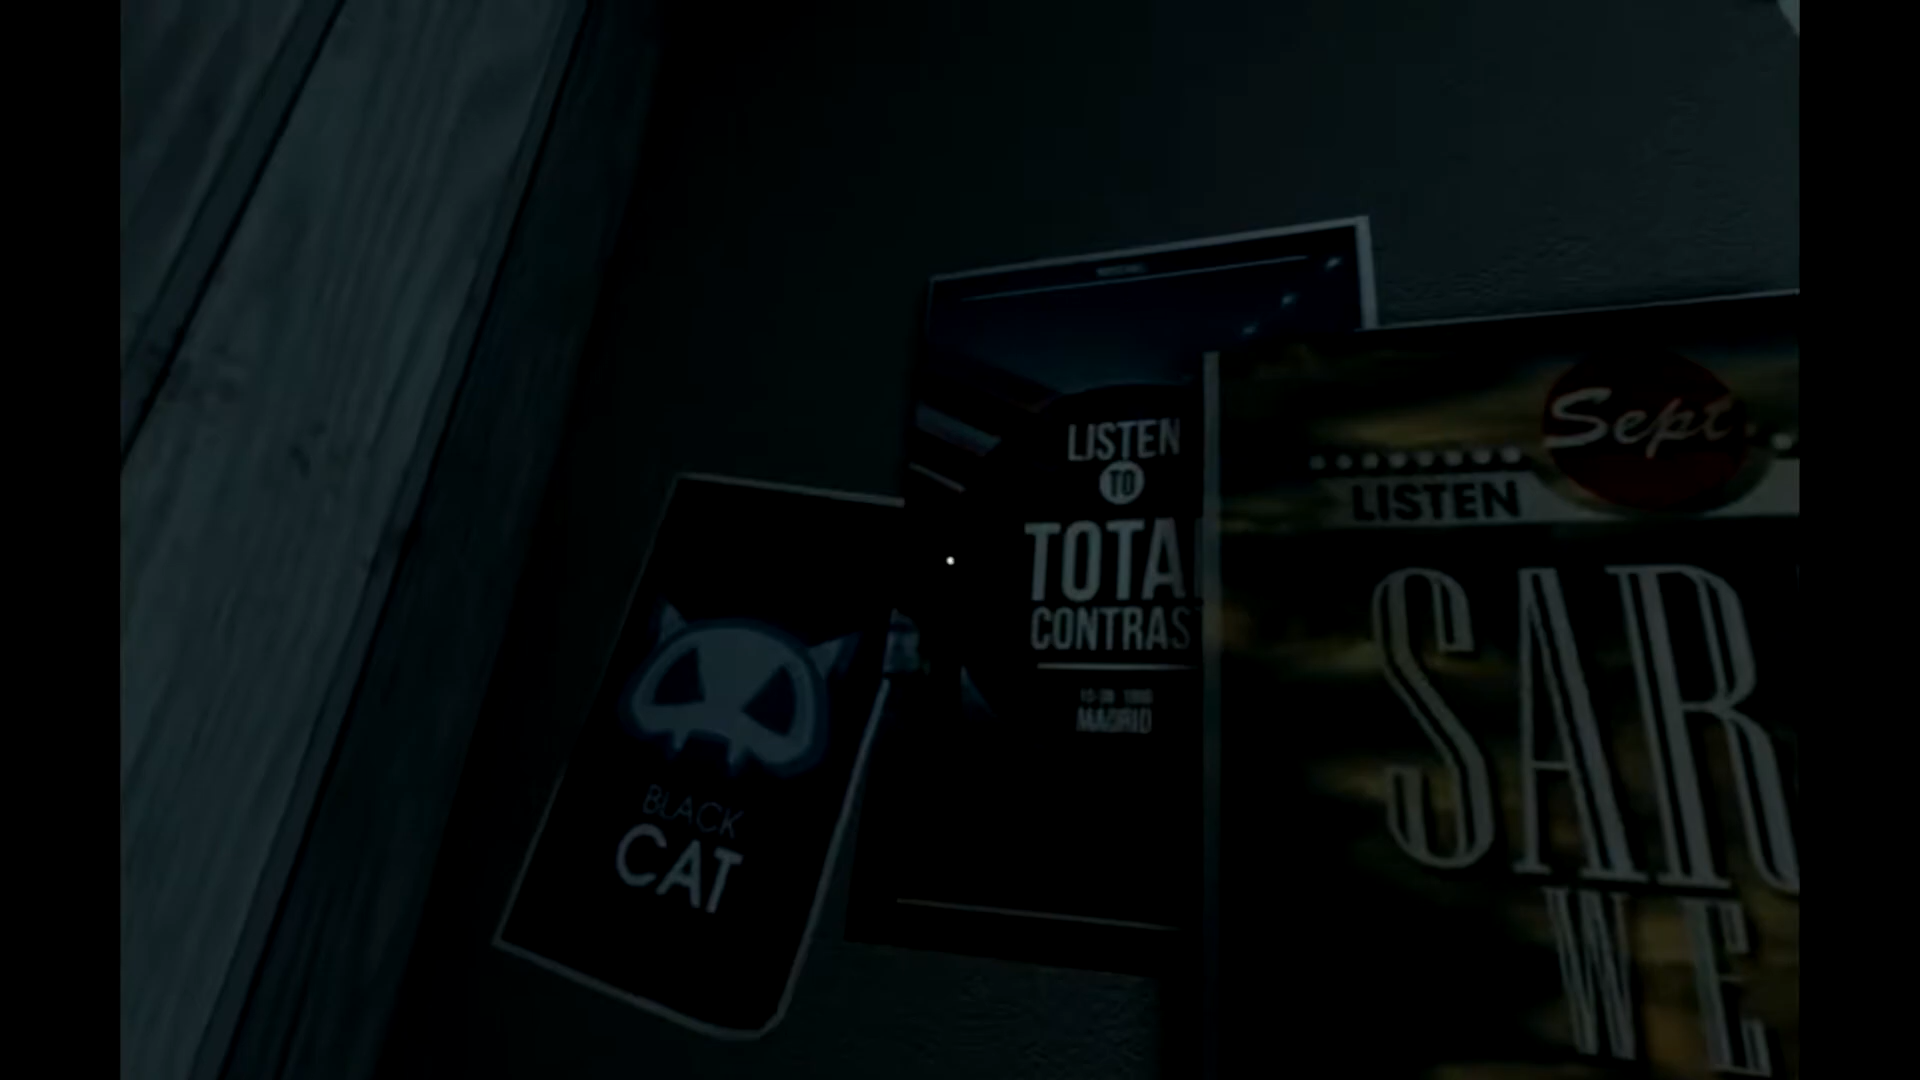 BLACK
CAT
LISTEN
TO
TOTA
CONTRAS
MADRID
Sept.
LISTEN
SAR
WE